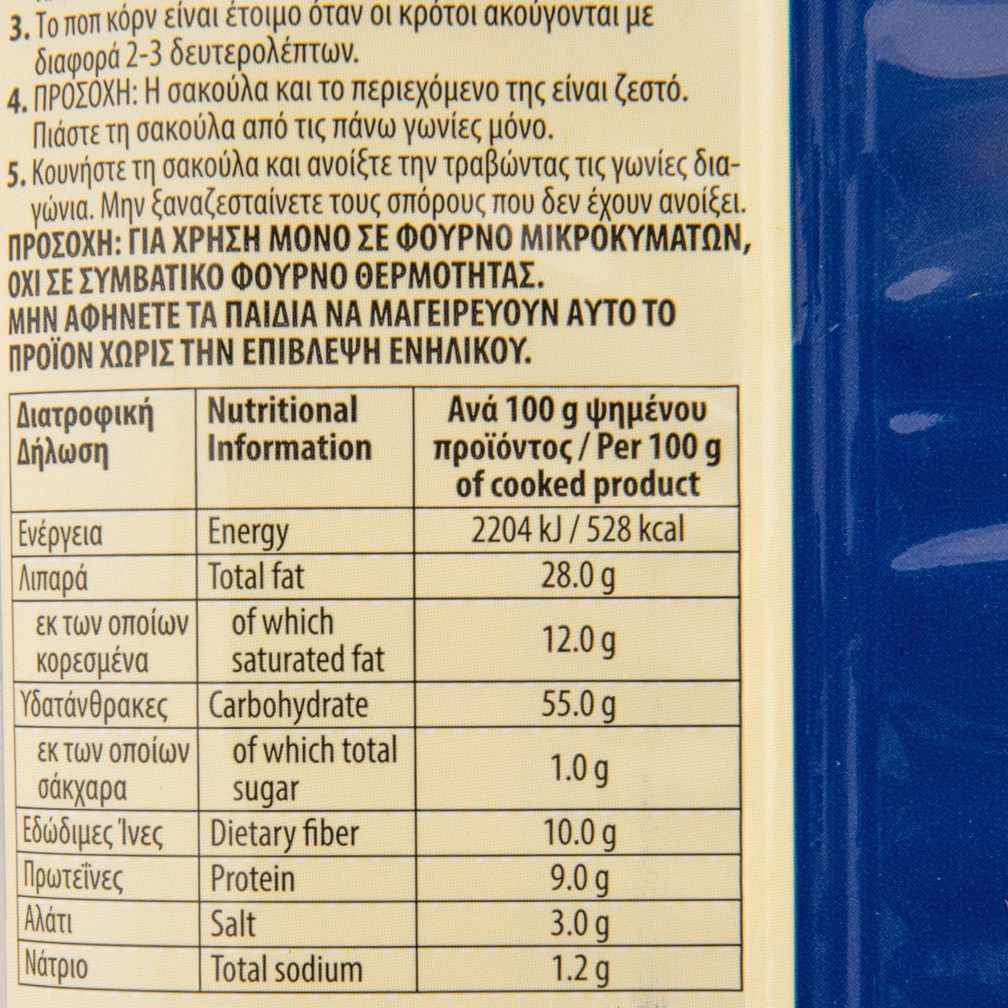 3. Το ποπ κόρν είναι έτοιμο όταν οι κρότοι ακούγονται με
διαφορά 2-3 δευτερολέπτων.
4. ΠΡΟΣΟΧΗ: Η σακούλα και το περιεχόμενο της είναι ζεστό.
Πιάστε τη σακούλα από τις πάνω γωνίες μόνο.
5. Κουνήστε τη σακούλα και ανοίξτε την τραβώντας τις γωνίες δια-
γώνια. Μην ξαναζεσταίνετε τους σπόρους που δεν έχουν ανοίξει.
ΠΡΟΣΟΧΗ: ΓΙΑ ΧΡΗΣΗ ΜΟΝΟ ΣΕ ΦΟΥΡΝΟ ΜΙΚΡΟΚΥΜΑΤΩΝ,
ΟΧΙ ΣΕ ΣΥΜΒΑΤΙΚΟ ΦΟΥΡΝΟ ΘΕΡΜΟΤΗΤΑΣ.
ΜΗΝ ΑΦΗΝΕΤΕ ΤΑ ΠΑΙΔΙΑ ΝΑ ΜΑΓΕΙΡΕΥΟΥΝ ΑΥΤΟ ΤΟ
ΠΡΟΪΟΝ ΧΩΡΙΣ ΤΗΝ ΕΠΙΒΛΕΨΗ ΕΝΗΛΙΚΟΥ.
Διατροφική Δήλωση Nutritional Information Ανά 100 g ψημένου
προϊόντος / Per 100 g
of cooked product
Ενέργεια Energy 2204 kJ / 528 kcal
Λιπαρά Total fat 28.0 g
εκ των οποίων κορεσμένα of which saturated fat 12.0 g
Υδατάνθρακες Carbohydrate 55.0 g
εκ των οποίων σάκχαρα of which total sugar 1.0 g
Εδώδιμες Ίνες Dietary fiber 10.0 g
Πρωτεΐνες Protein 9.0 g
Αλάτι Salt 3.0 g
Νάτριο Total sodium 1.2 g